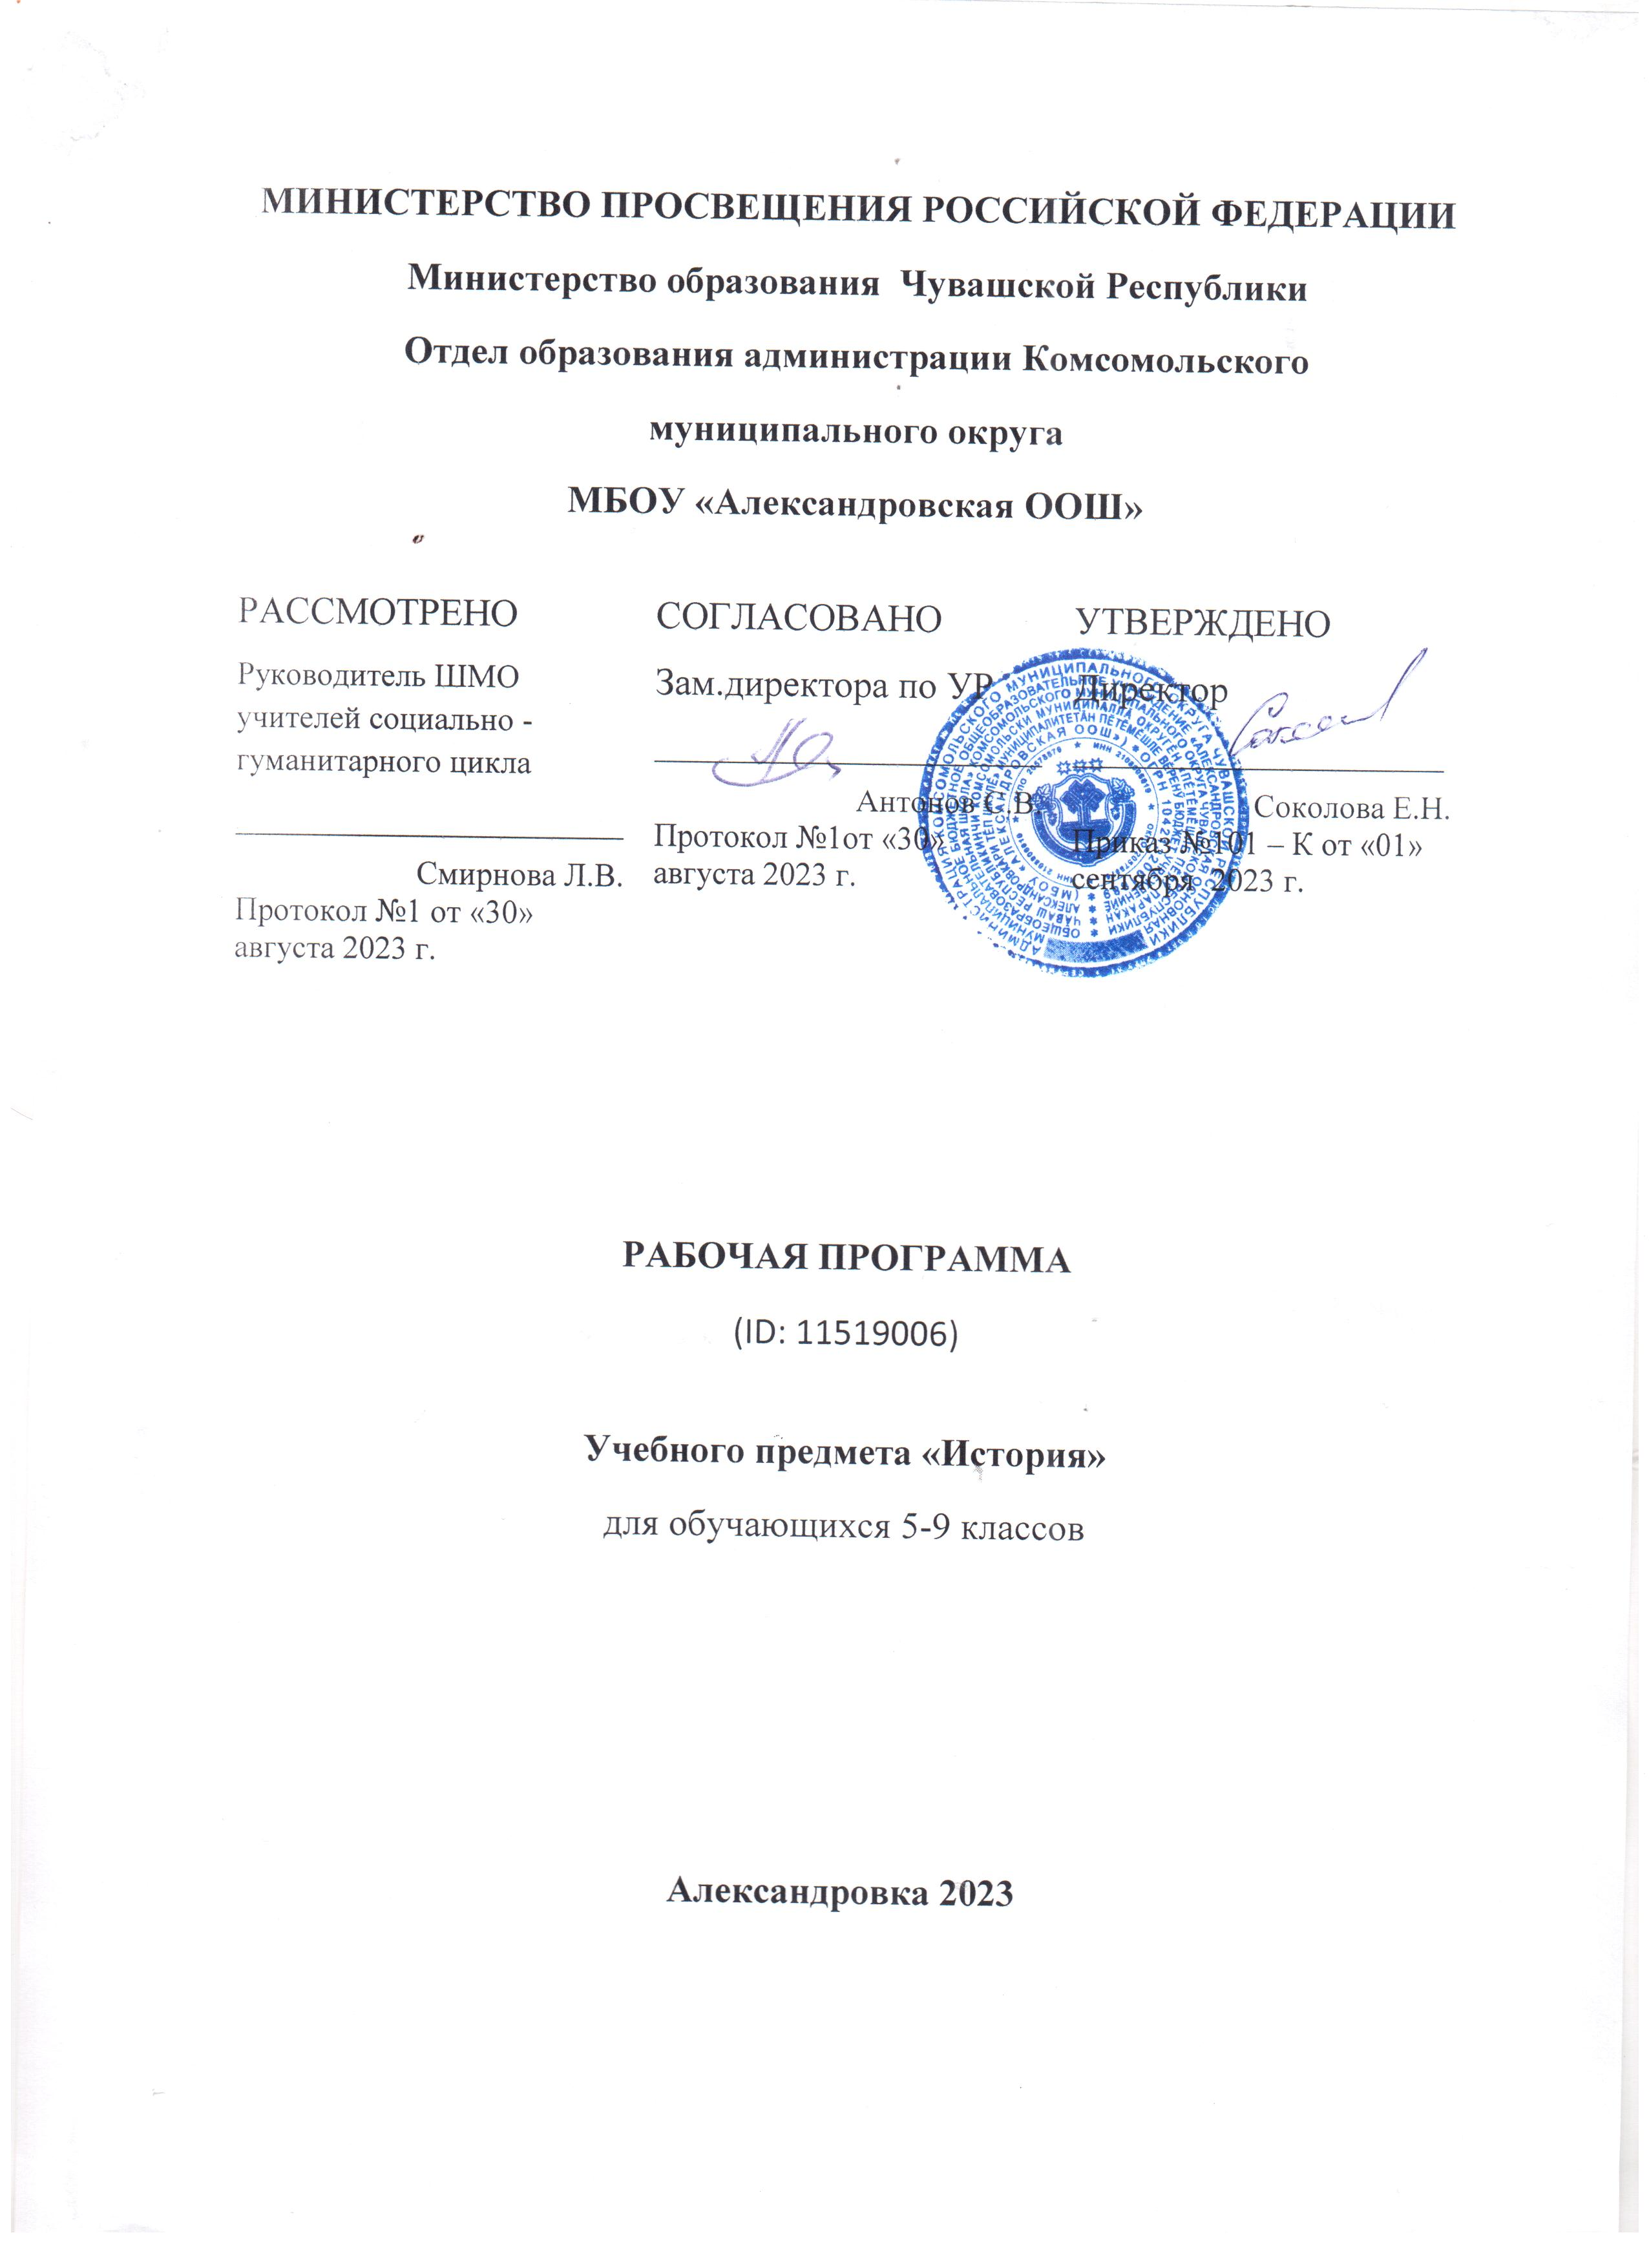 МИНИСТЕРСТВО ПРОСВЕЩЕНИЯ РОССИЙСКОЙ ФЕДЕРАЦИИ
Министерство образования Чувашской Республики
Отдел образования администрации Комсомольского
муниципального округа
МБОУ «Александровская ООШ»
РАССМОТРЕНО
Руководитель ШМО
учителей социально -
гуманитарного цикла
Смирнова Л.В.
Протокол №1 от «30»
августа 2023 г.
СОГЛАСОВАНО
Зам.директора по УР
Антонов С.В.
Протокол №1от «30»
августа 2023 г.
УТВЕРЖДЕНО
Директор
Соколова Е.Н.
Приказ №101 – К от «01»
сентября 2023 г.
РАБОЧАЯ ПРОГРАММА
(ID: 11519006)
Учебного предмета «История»
для обучающихся 5-9 классов
Александровка 2023